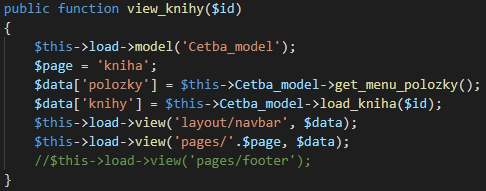 public function view_knihy($id)
{
$this->load->model('Cetba_model');
$page = 'kniha';
$data['polozky'] = $this->Cetba_model->get_menu_polozky();
$data['knihy'] = $this->Cetba_model->load_kniha($id);
$this->load->view('layout/navbar', $data);
$this->load->view('pages/'.$page, $data);
//$this->load->view('pages/footer');
}